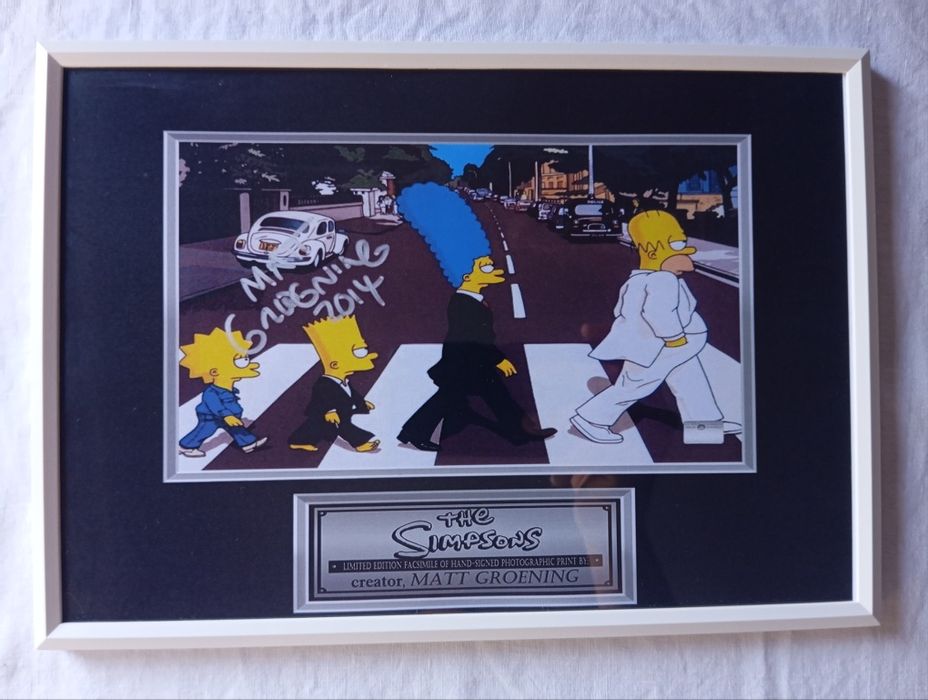 MATT
GROENING
2014
THE
SIMPSONS
• LIMITED EDITION FACSIMILE OF HAND-SIGNED PHOTOGRAPHIC PRINT BY: •
creator, MATT GROENING